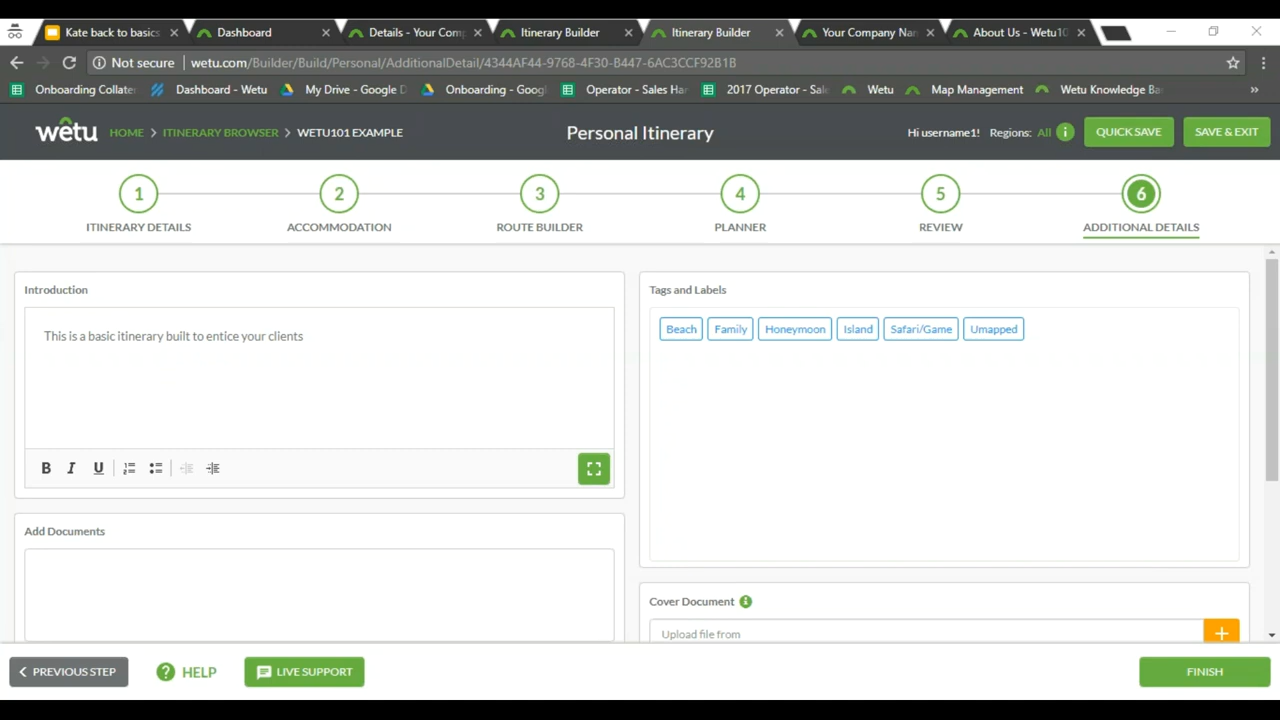 Kate back to basics
Dashboard
Details - Your Comp
Itinerary Builder
Itinerary Builder
Your Company Nam
About Us - Wetu10
Not secure | wetu.com/Builder/Build/Personal/AdditionalDetail/4344AF44-9768-4F30-B447-6AC3CCF92B1B
Onboarding Collater
Dashboard - Wetu
My Drive - Google D
Onboarding - Googl
Operator - Sales Har
2017 Operator - Sale
Wetu
Map Management
Wetu Knowledge Bas
»
wetu
HOME > ITINERARY BROWSER > WETU101 EXAMPLE
Personal Itinerary
Hi username1! Regions: All
QUICK SAVE
SAVE & EXIT
1
ITINERARY DETAILS
2
ACCOMMODATION
3
ROUTE BUILDER
4
PLANNER
5
REVIEW
6
ADDITIONAL DETAILS
Introduction
This is a basic itinerary built to entice your clients
B I U
Add Documents
Tags and Labels
Beach Family Honeymoon Island Safari/Game Umapped
Cover Document
Upload file from
+
PREVIOUS STEP
? HELP
LIVE SUPPORT
FINISH